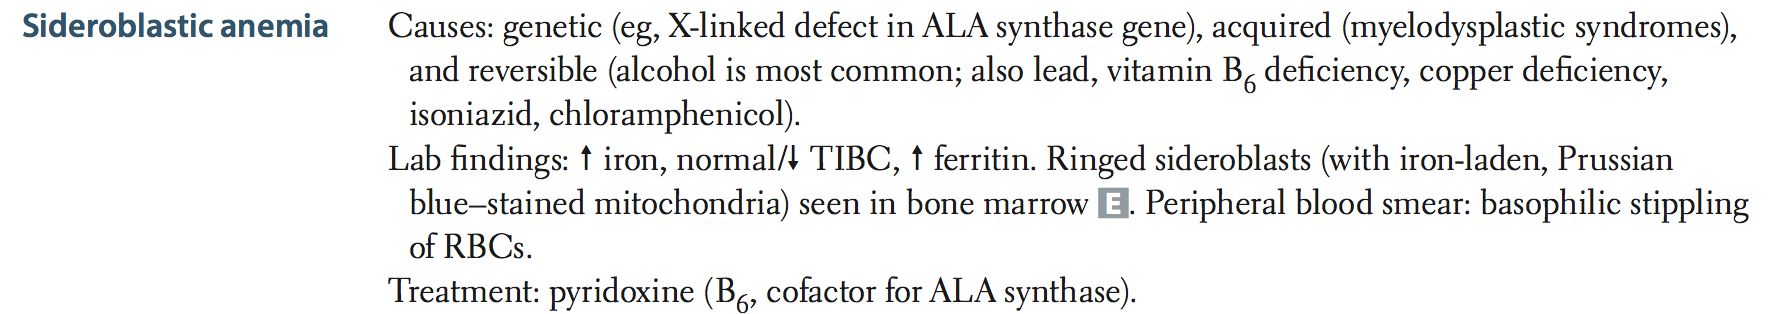 Sideroblastic anemia
Causes: genetic (eg, X-linked defect in ALA synthase gene), acquired (myelodysplastic syndromes),
and reversible (alcohol is most common; also lead, vitamin B6 deficiency, copper deficiency,
isoniazid, chloramphenicol).
Lab findings: ↑ iron, normal/↓ TIBC, ↑ ferritin. Ringed sideroblasts (with iron-laden, Prussian
blue–stained mitochondria) seen in bone marrow E. Peripheral blood smear: basophilic stippling
of RBCs.
Treatment: pyridoxine (B6, cofactor for ALA synthase).